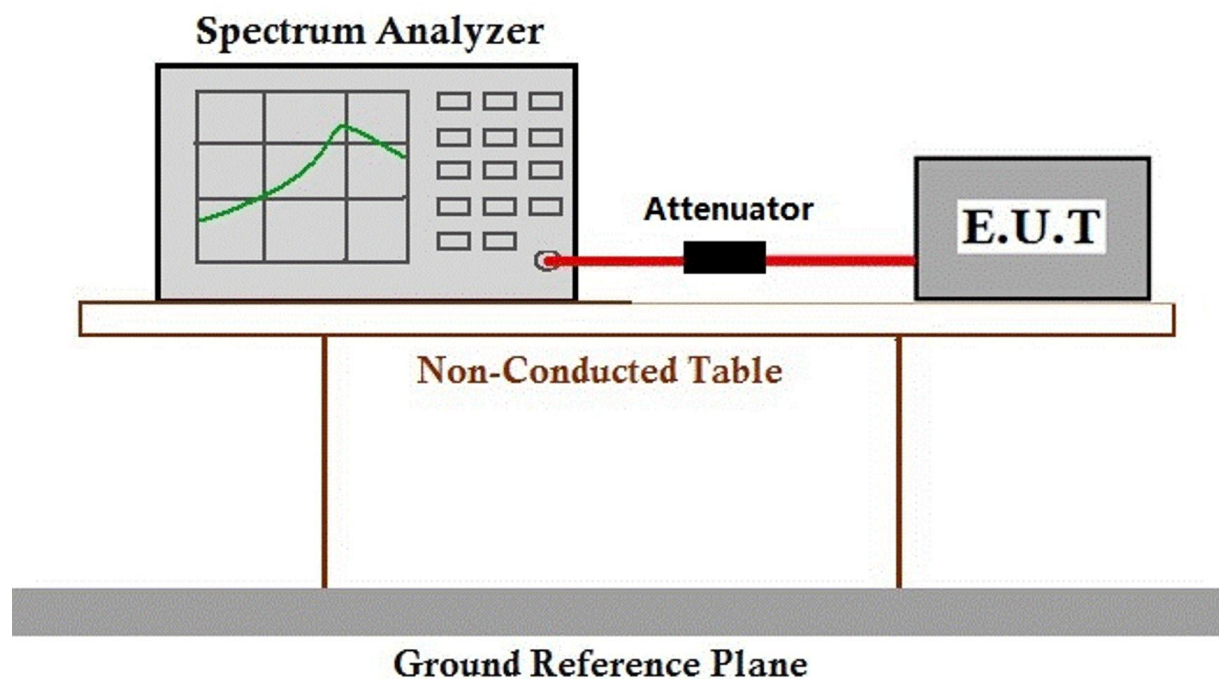 Spectrum Analyzer
Attenuator
E.U.T
Non-Conducted Table
Ground Reference Plane